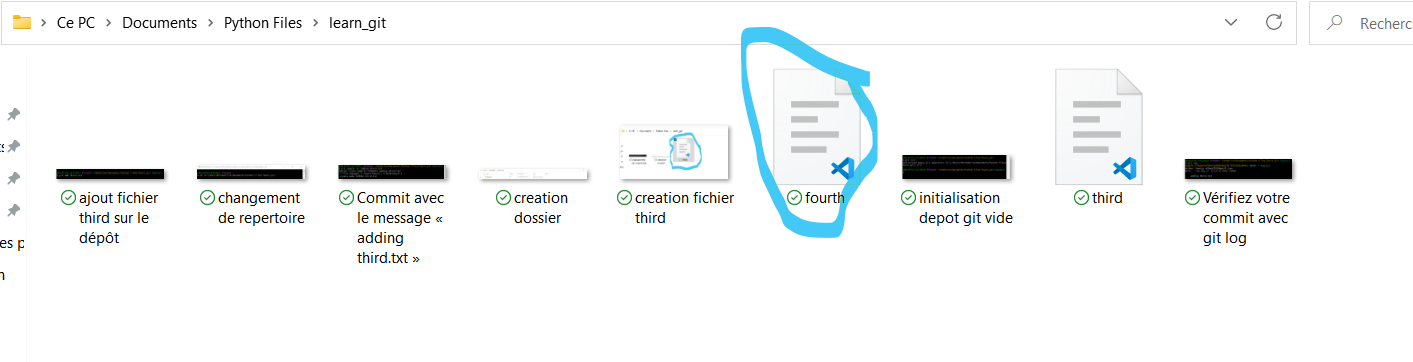 Ce PC > Documents > Python Files > learn_git
Recherc
ajout fichier
third sur le
dépôt
changement
de repertoire
Commit avec
le message «
adding
third.txt »
creation
dossier
creation fichier
third
fourth
initialisation
depot git vide
third
Vérifiez votre
commit avec
git log
es p